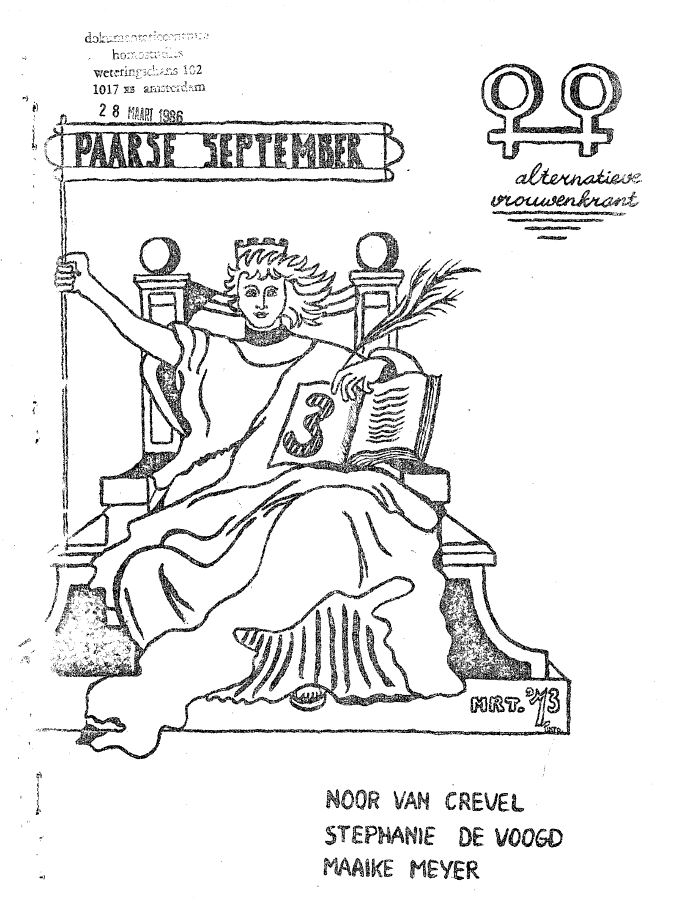 dokumentatiecentrum
homostudies
weteringschans 102
1017 xs amsterdam
28 MAART 1986
PAARSE SEPTEMBER
alternatieve
vrouwenkrant
3
MRT. '73
NOOR VAN CREVEL
STEPHANIE DE VOOGD
MAAIKE MEYER